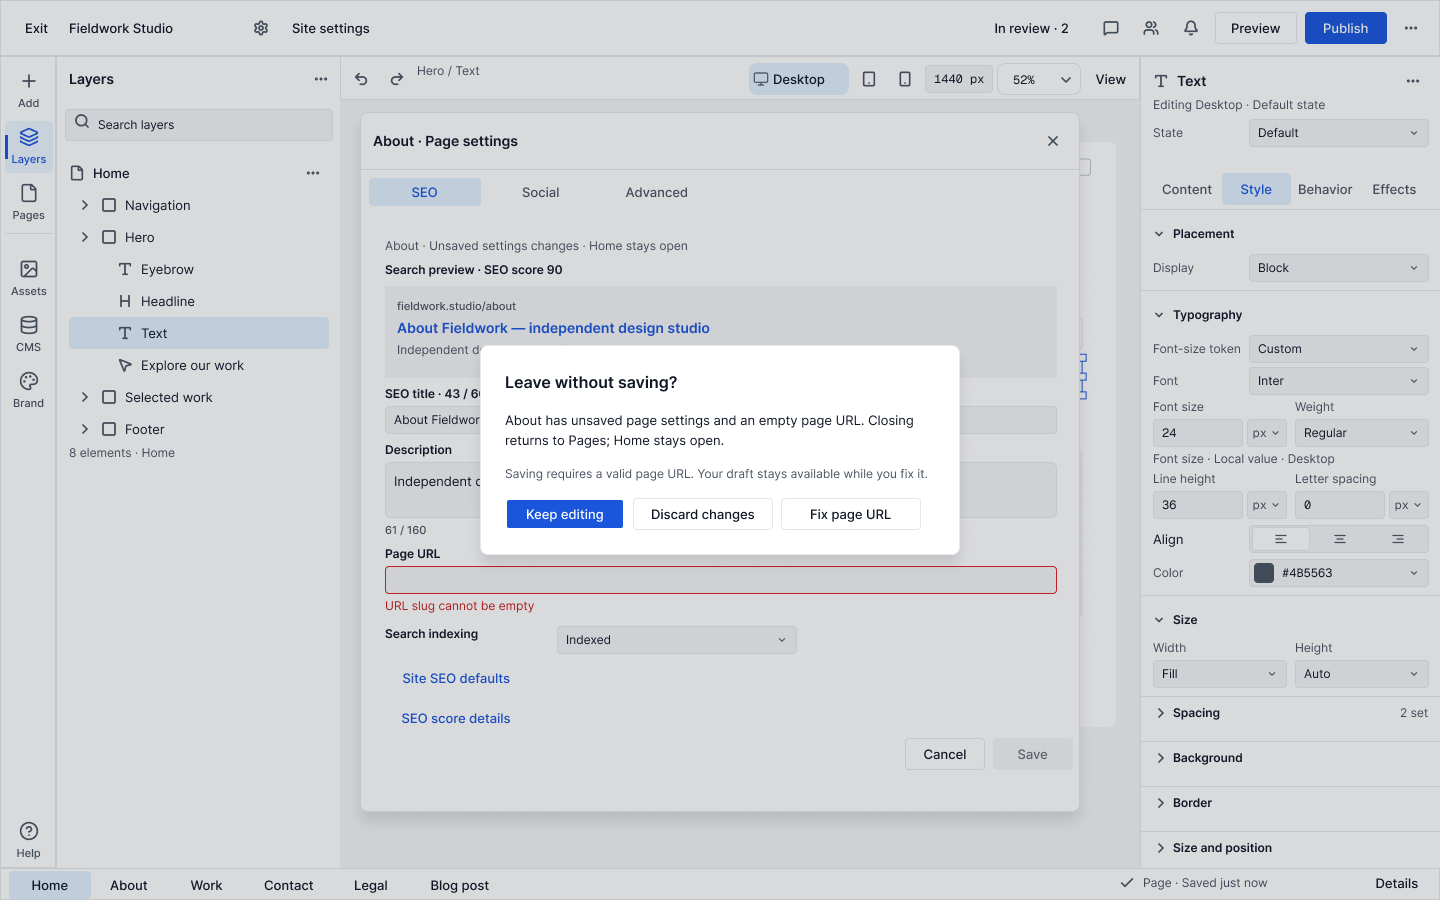 Exit
Fieldwork Studio
Site settings
In review · 2
Preview
Publish
Add
Layers
Pages
Assets
CMS
Brand
Help
Layers
Search layers
Home
Navigation
Hero
Eyebrow
Headline
Text
Explore our work
Selected work
Footer
8 elements · Home
Hero / Text
Desktop
1440 px
52%
View
About · Page settings
SEO
Social
Advanced
About · Unsaved settings changes · Home stays open
Search preview · SEO score 90
fieldwork.studio/about
About Fieldwork — independent design studio
Independent
SEO title · 43 /
About
Description
Independent
61 / 160
Page URL
URL slug cannot be empty
Search indexing
Indexed
Site SEO defaults
SEO score details
Cancel
Save
Leave without saving?
About has unsaved page settings and an empty page URL. Closing
returns to Pages; Home stays open.
Saving requires a valid page URL. Your draft stays available while you fix it.
Keep editing
Discard changes
Fix page URL
Text
Editing Desktop · Default state
State
Default
Content
Style
Behavior
Effects
Placement
Display
Block
Typography
Font-size token
Custom
Font
Inter
Font size
Weight
24
px
Regular
Font size · Local value · Desktop
Line height
Letter spacing
36
px
0
px
Align
Color
#4B5563
Size
Width
Height
Fill
Auto
Spacing
2 set
Background
Border
Size and position
Home
About
Work
Contact
Legal
Blog post
Page · Saved just now
Details